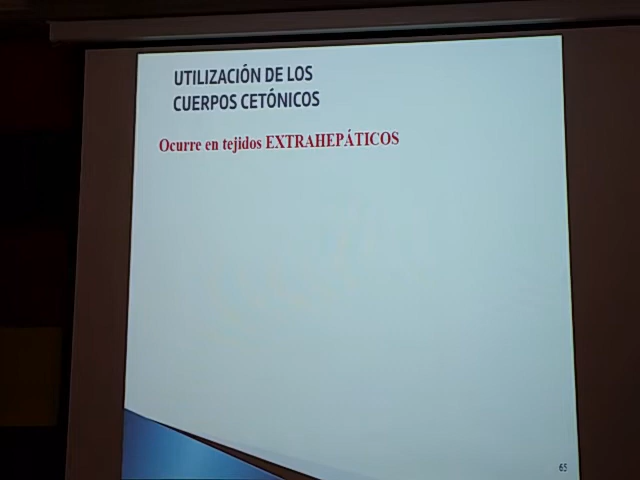 UTILIZACIÓN DE LOS
CUERPOS CETÓNICOS
Ocurre en tejidos EXTRAHEPÁTICOS
65